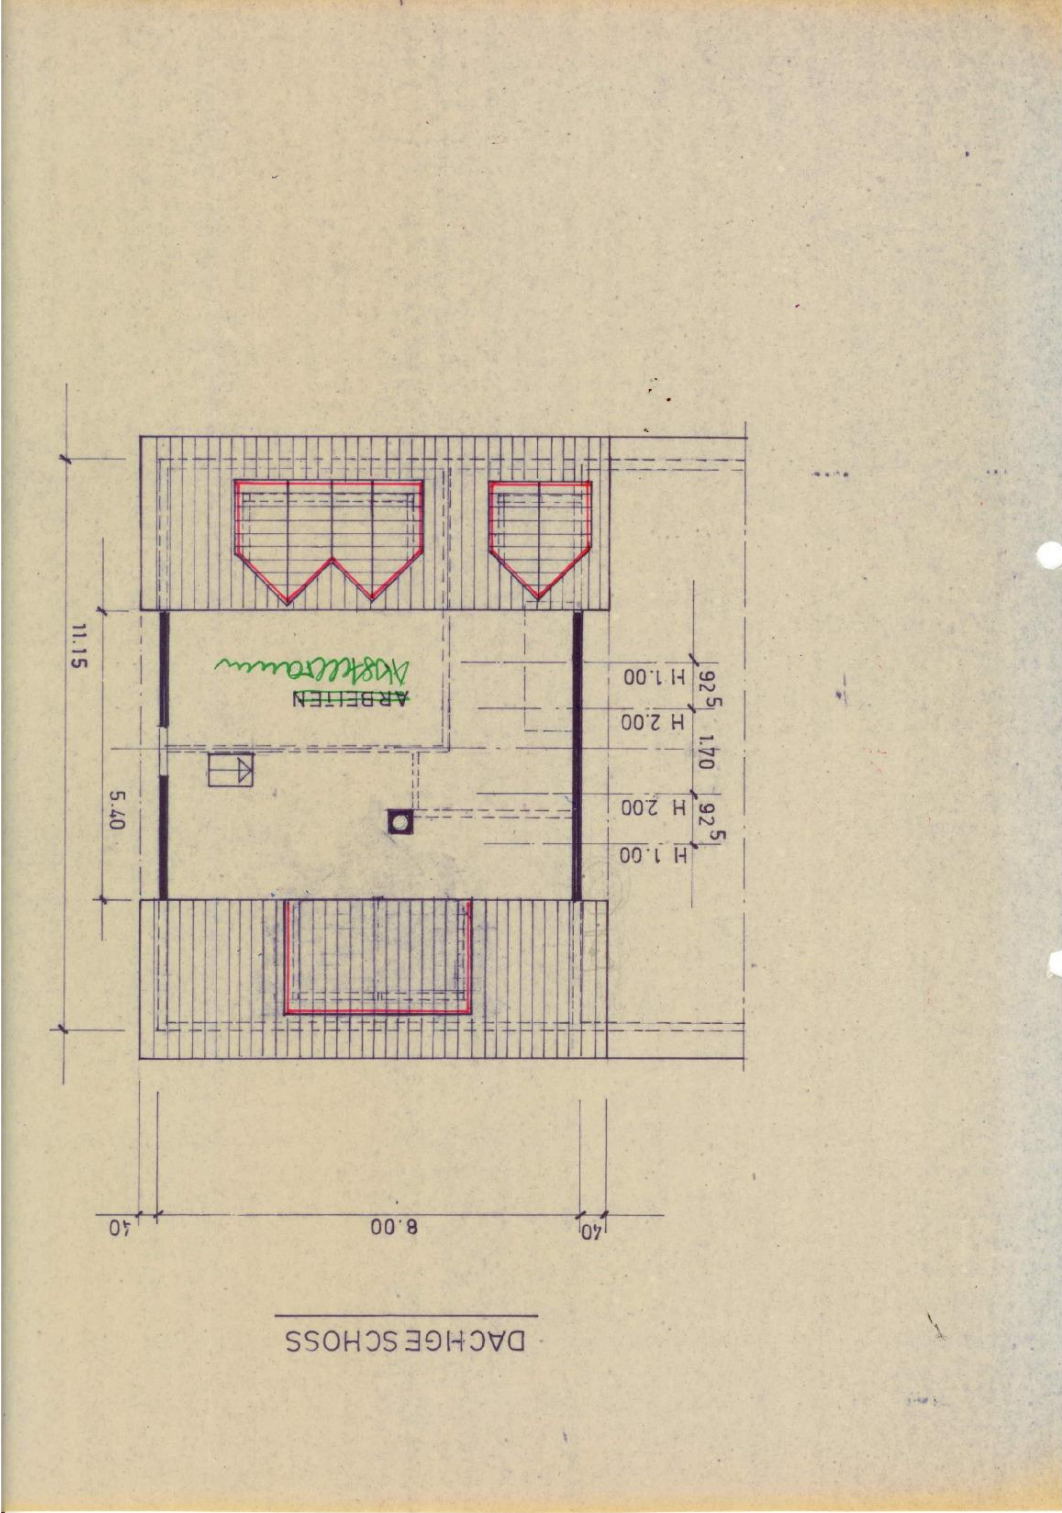 DACHGESCHOSS
40
8.00
40
H 1.00
92⁵
H 2.00
1.70
H 2.00
92⁵
H 1.00
5.40
11.15
ARBEITEN
Abstellraum